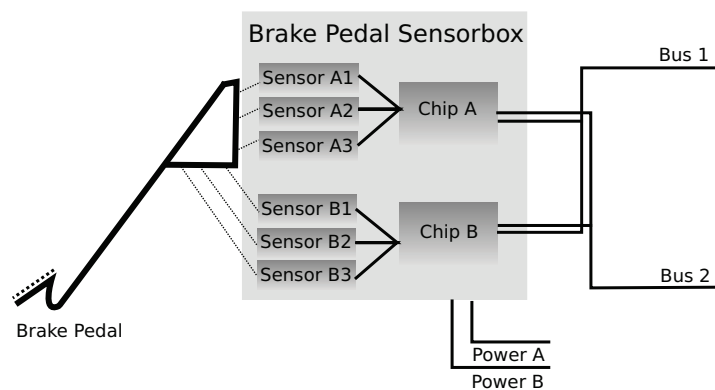 Brake Pedal Sensorbox
Bus 1
Sensor A1
Sensor A2
Sensor A3
Chip A
Sensor B1
Sensor B2
Sensor B3
Chip B
Bus 2
Brake Pedal
Power A
Power B